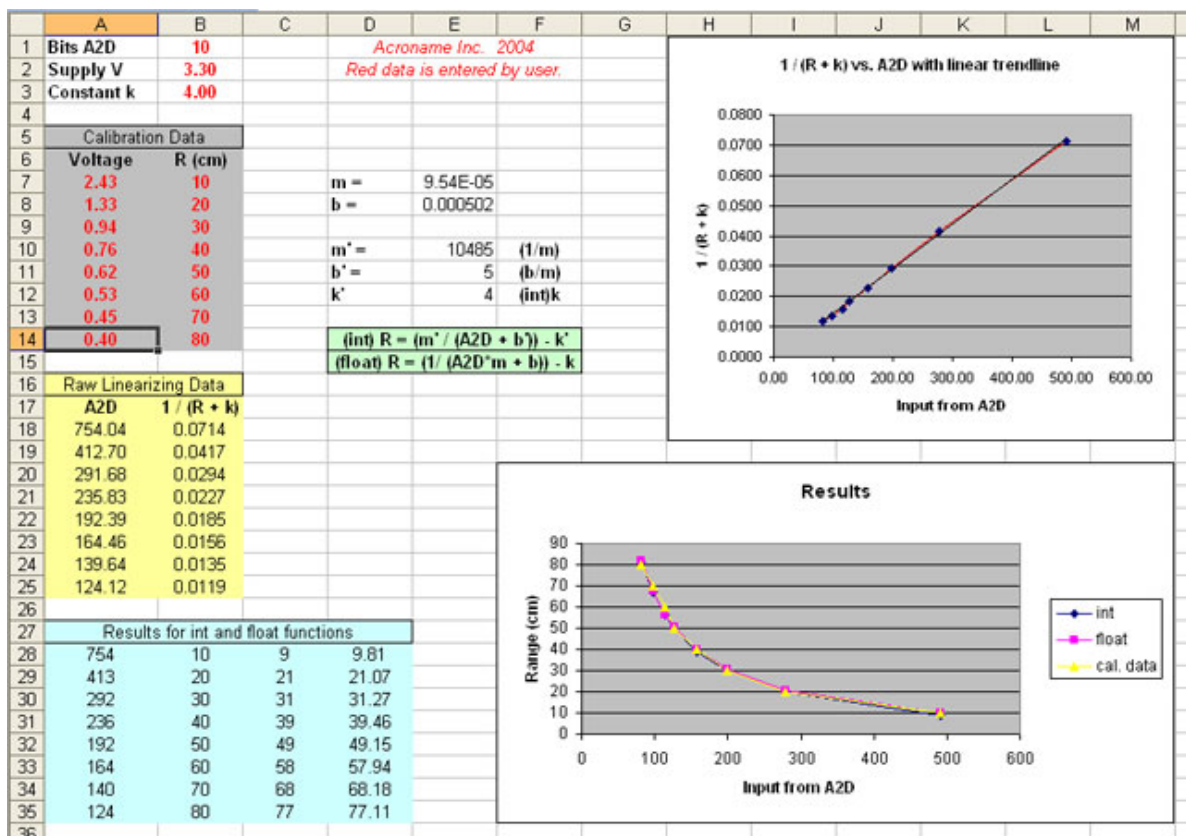 A B C D E F G H I J K L M
1 Bits A2D 10 Acroname Inc. 2004
2 Supply V 3.30 Red data is entered by user.
3 Constant k 4.00
4
5 Calibration Data
6 Voltage R (cm)
7 2.43 10 m = 9.54E-05
8 1.33 20 b = 0.000502
9 0.94 30
10 0.76 40 m' = 10485 (1/m)
11 0.62 50 b' = 5 (b/m)
12 0.53 60 k' 4 (int)k
13 0.45 70
14 0.40 80 (int) R = (m' / (A2D + b')) - k'
15 (float) R = (1/ (A2D*m + b)) - k
16 Raw Linearizing Data
17 A2D 1 / (R + k)
18 754.04 0.0714
19 412.70 0.0417
20 291.68 0.0294
21 235.83 0.0227
22 192.39 0.0185
23 164.46 0.0156
24 139.64 0.0135
25 124.12 0.0119
26
27 Results for int and float functions
28 754 10 9 9.81
29 413 20 21 21.07
30 292 30 31 31.27
31 236 40 39 39.46
32 192 50 49 49.15
33 164 60 58 57.94
34 140 70 68 68.18
35 124 80 77 77.11
36
1 / (R + k) vs. A2D with linear trendline
1 / (R + k)
0.0800
0.0700
0.0600
0.0500
0.0400
0.0300
0.0200
0.0100
0.0000
0.00 100.00 200.00 300.00 400.00 500.00 600.00
Input from A2D
Results
Range (cm)
90
80
70
60
50
40
30
20
10
0
0 100 200 300 400 500 600
Input from A2D
int
float
cal. data